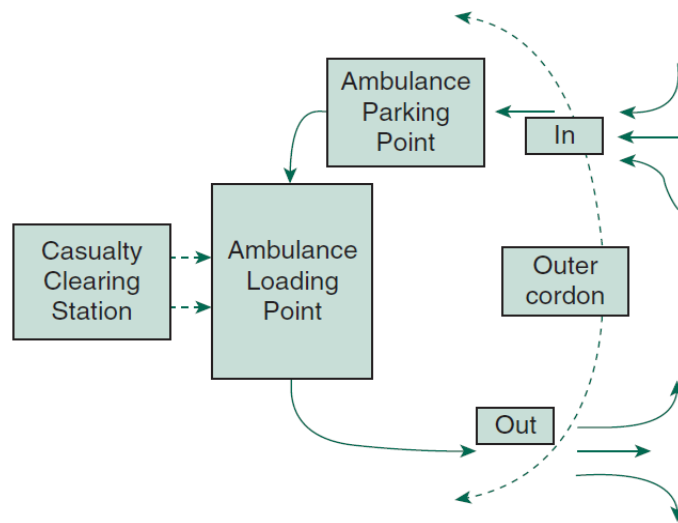 Ambulance
Parking
Point
In
Casualty
Clearing
Station
Ambulance
Loading
Point
Outer
cordon
Out